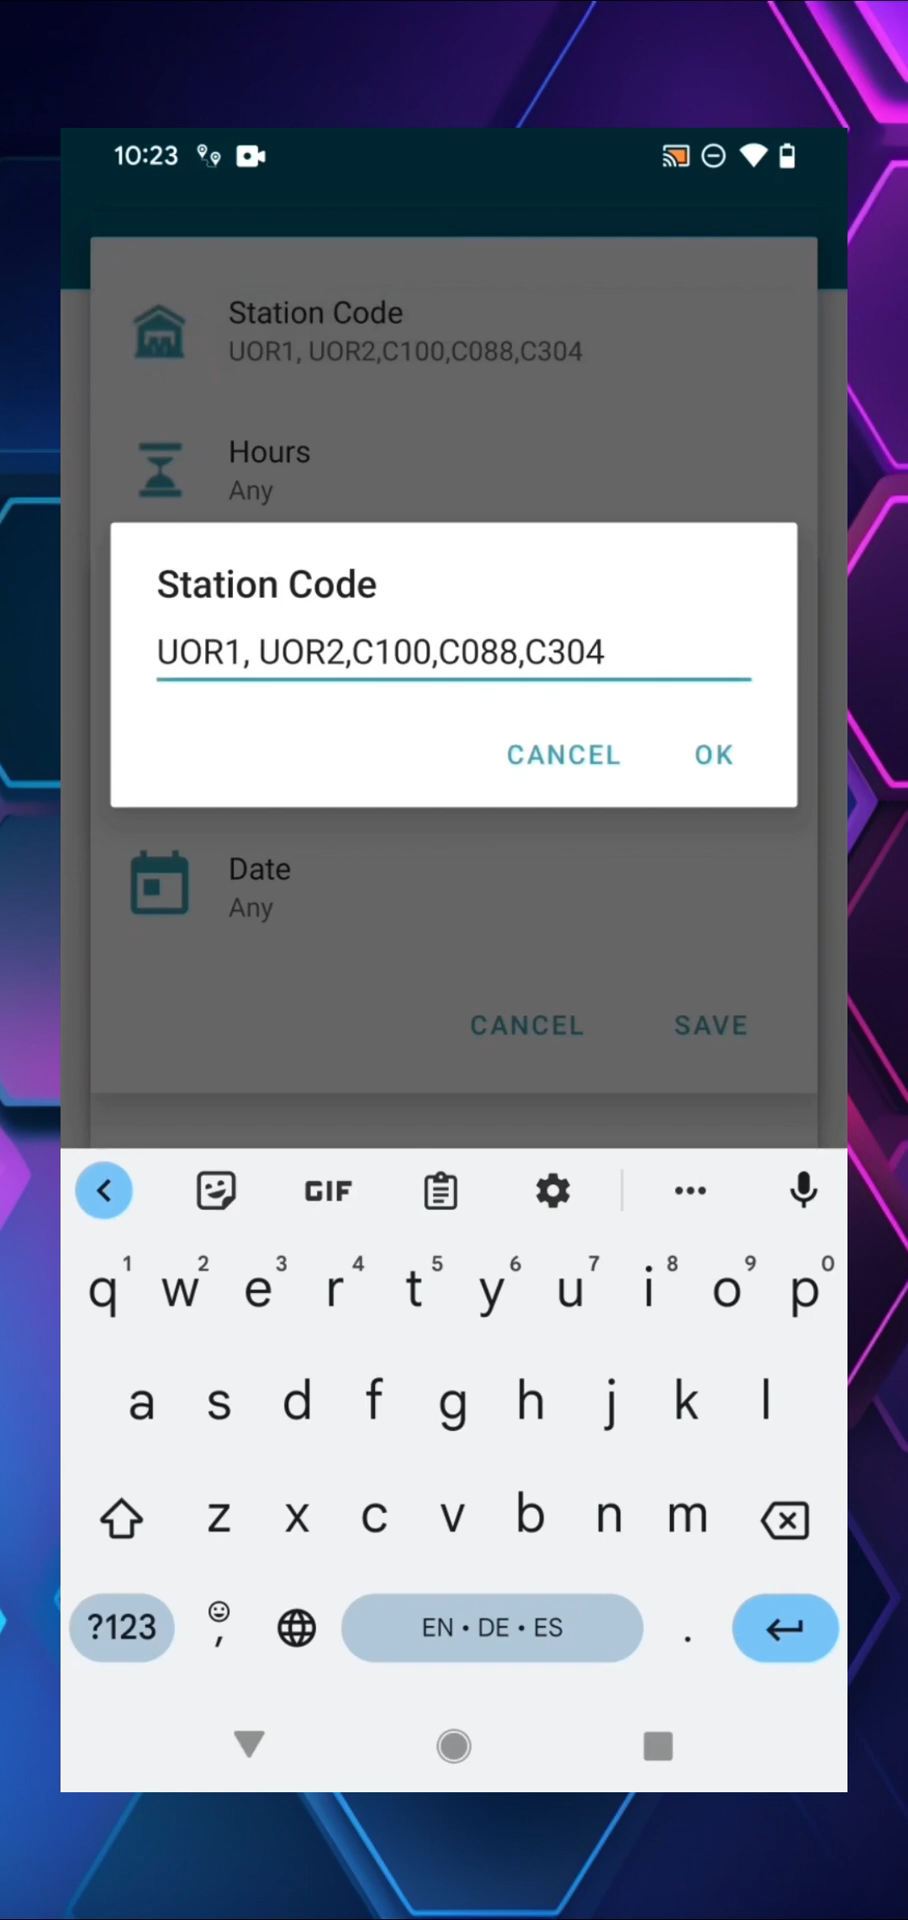 10:23
Station Code
UOR1, UOR2,C100,C088,C304
Hours
Any
Station Code
UOR1, UOR2,C100,C088,C304
CANCEL OK
Date
Any
CANCEL SAVE
GIF
q1 w2 e3 r4 t5 y6 u7 i8 o9 p0
a s d f g h j k l
z x c v b n m
?123 , EN • DE • ES .